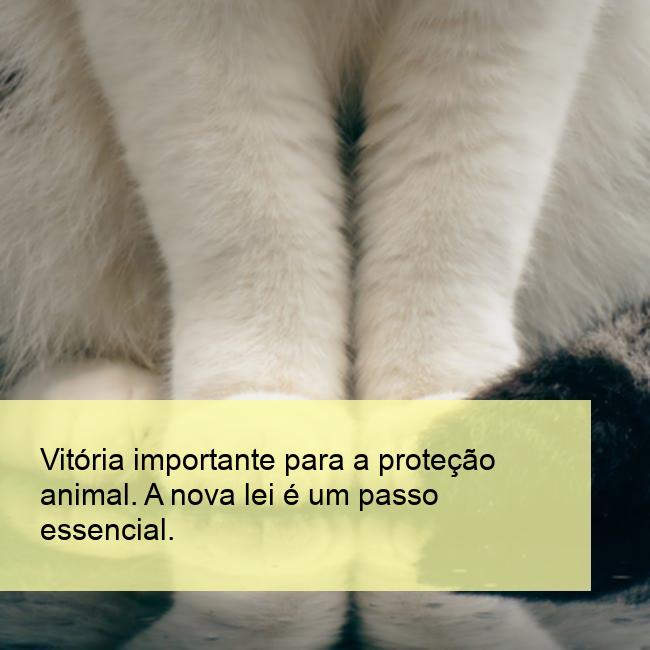 Vitória importante para a proteção
animal. A nova lei é um passo
essencial.